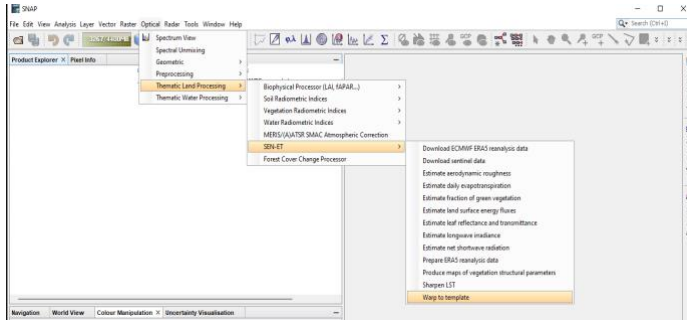 SNAP
File Edit View Analysis Layer Vector Raster Optical Radar Tools Window Help
Search (Ctrl+I)
Spectrum View
Spectral Unmixing
Geometric
Preprocessing
Thematic Land Processing
Thematic Water Processing
Product Explorer Pixel Info
Biophysical Processor (LAI, fAPAR...)
Soil Radiometric Indices
Vegetation Radiometric Indices
Water Radiometric Indices
MERIS/(A)ATSR SMAC Atmospheric Correction
SEN-ET
Forest Cover Change Processor
Download ECMWF ERA5 reanalysis data
Download sentinel data
Estimate aerodynamic roughness
Estimate daily evapotranspiration
Estimate fraction of green vegetation
Estimate land surface energy fluxes
Estimate leaf reflectance and transmittance
Estimate longwave irradiance
Estimate net shortwave radiation
Prepare ERA5 reanalysis data
Produce maps of vegetation structural parameters
Sharpen LST
Warp to template
Navigation World View Colour Manipulation Uncertainty Visualisation